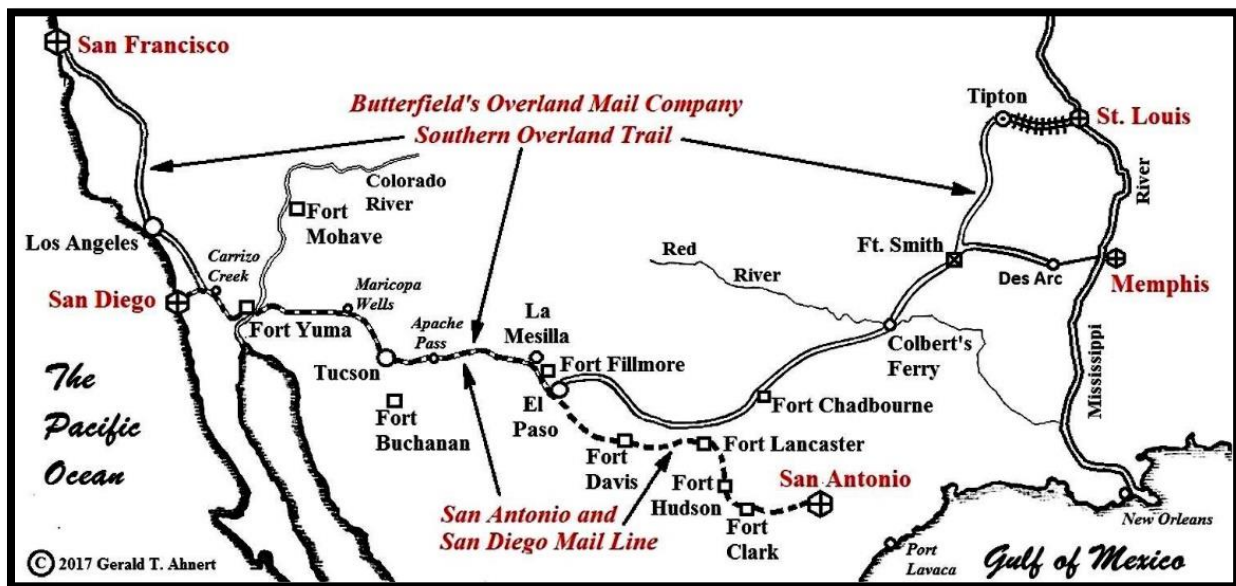 San Francisco
Butterfield's Overland Mail Company
Southern Overland Trail
Tipton
St. Louis
River
Colorado
River
Fort
Mohave
Los Angeles
Carrizo
Creek
San Diego
Fort Yuma
Maricopa
Wells
Apache
Pass
Tucson
La
Mesilla
Fort Fillmore
El
Paso
Fort
Buchanan
Red
River
Ft. Smith
Des Arc
Memphis
Colbert's
Ferry
Mississippi
Fort Chadbourne
Fort Lancaster
Fort
Davis
Fort
Hudson
Fort
Clark
San Antonio
San Antonio and
San Diego Mail Line
The
Pacific
Ocean
New Orleans
Port
Lavaca
Gulf of Mexico
© 2017 Gerald T. Ahnert